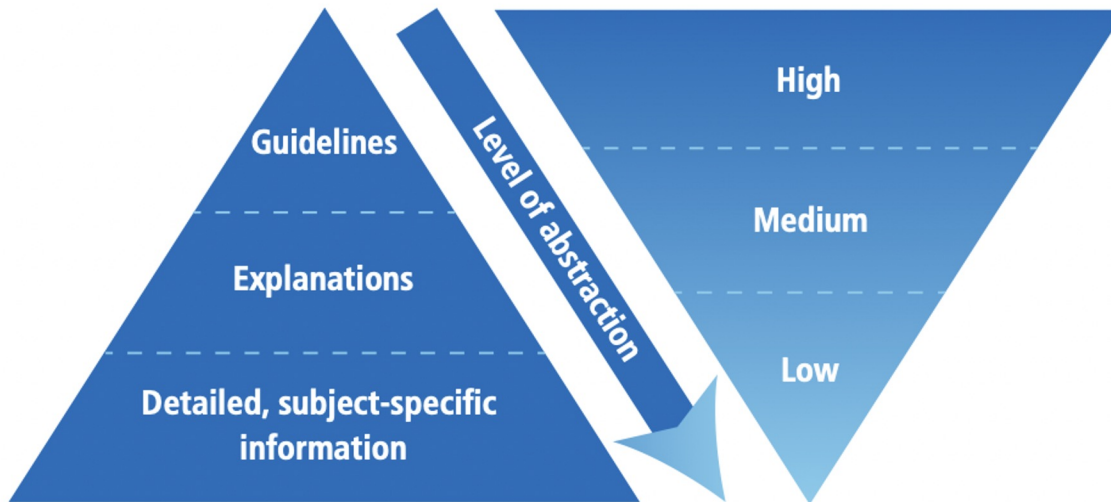 Guidelines
Explanations
Detailed, subject-specific
information
Level of abstraction
High
Medium
Low